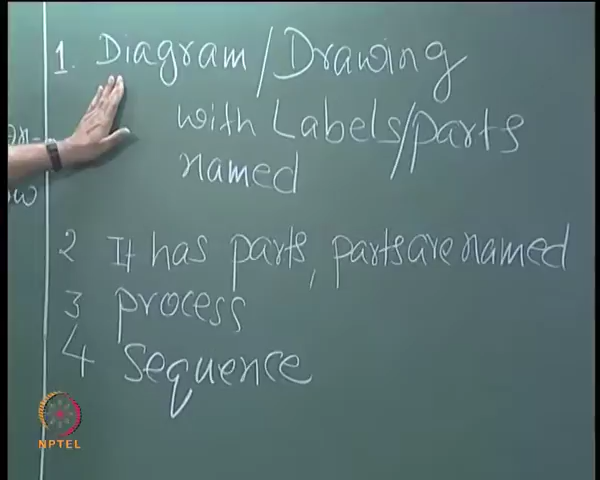 1. Diagram/Drawing
with Labels/parts
named
2 It has parts, parts are named
3 process
4 sequence
NPTEL